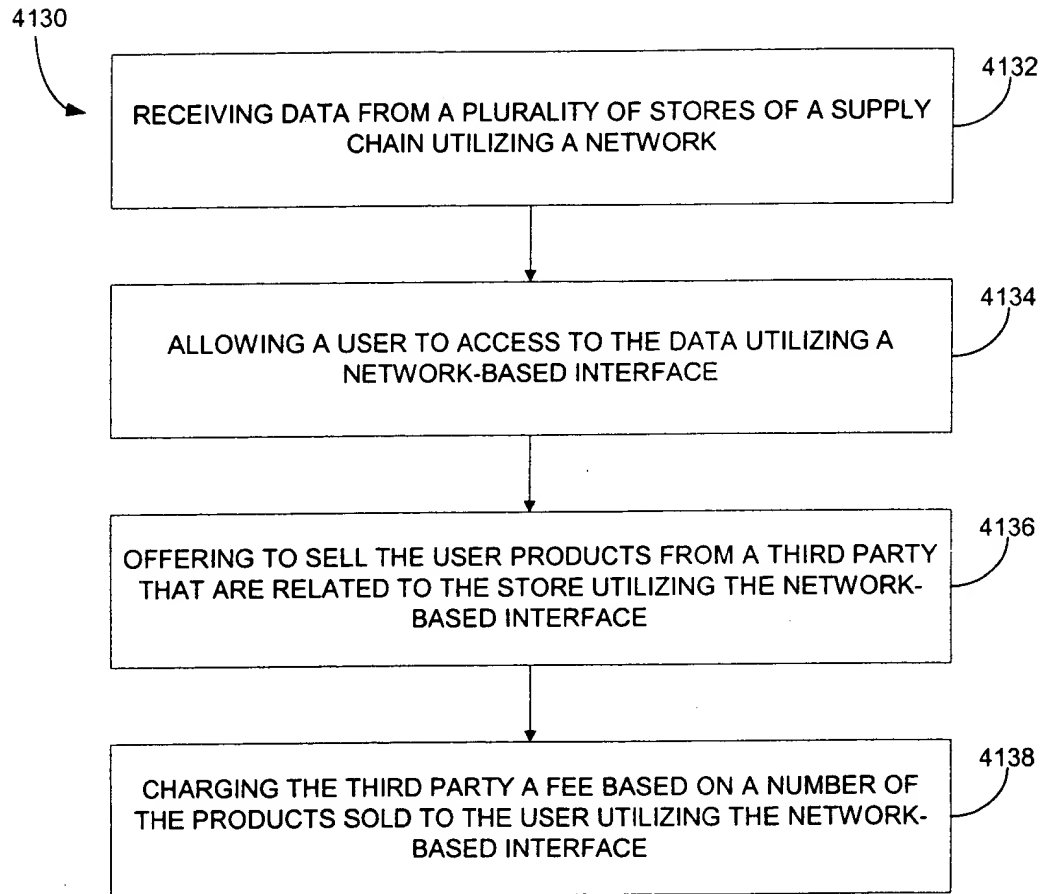 4130
4132
RECEIVING DATA FROM A PLURALITY OF STORES OF A SUPPLY
CHAIN UTILIZING A NETWORK
4134
ALLOWING A USER TO ACCESS TO THE DATA UTILIZING A
NETWORK-BASED INTERFACE
4136
OFFERING TO SELL THE USER PRODUCTS FROM A THIRD PARTY
THAT ARE RELATED TO THE STORE UTILIZING THE NETWORK-
BASED INTERFACE
4138
CHARGING THE THIRD PARTY A FEE BASED ON A NUMBER OF
THE PRODUCTS SOLD TO THE USER UTILIZING THE NETWORK-
BASED INTERFACE